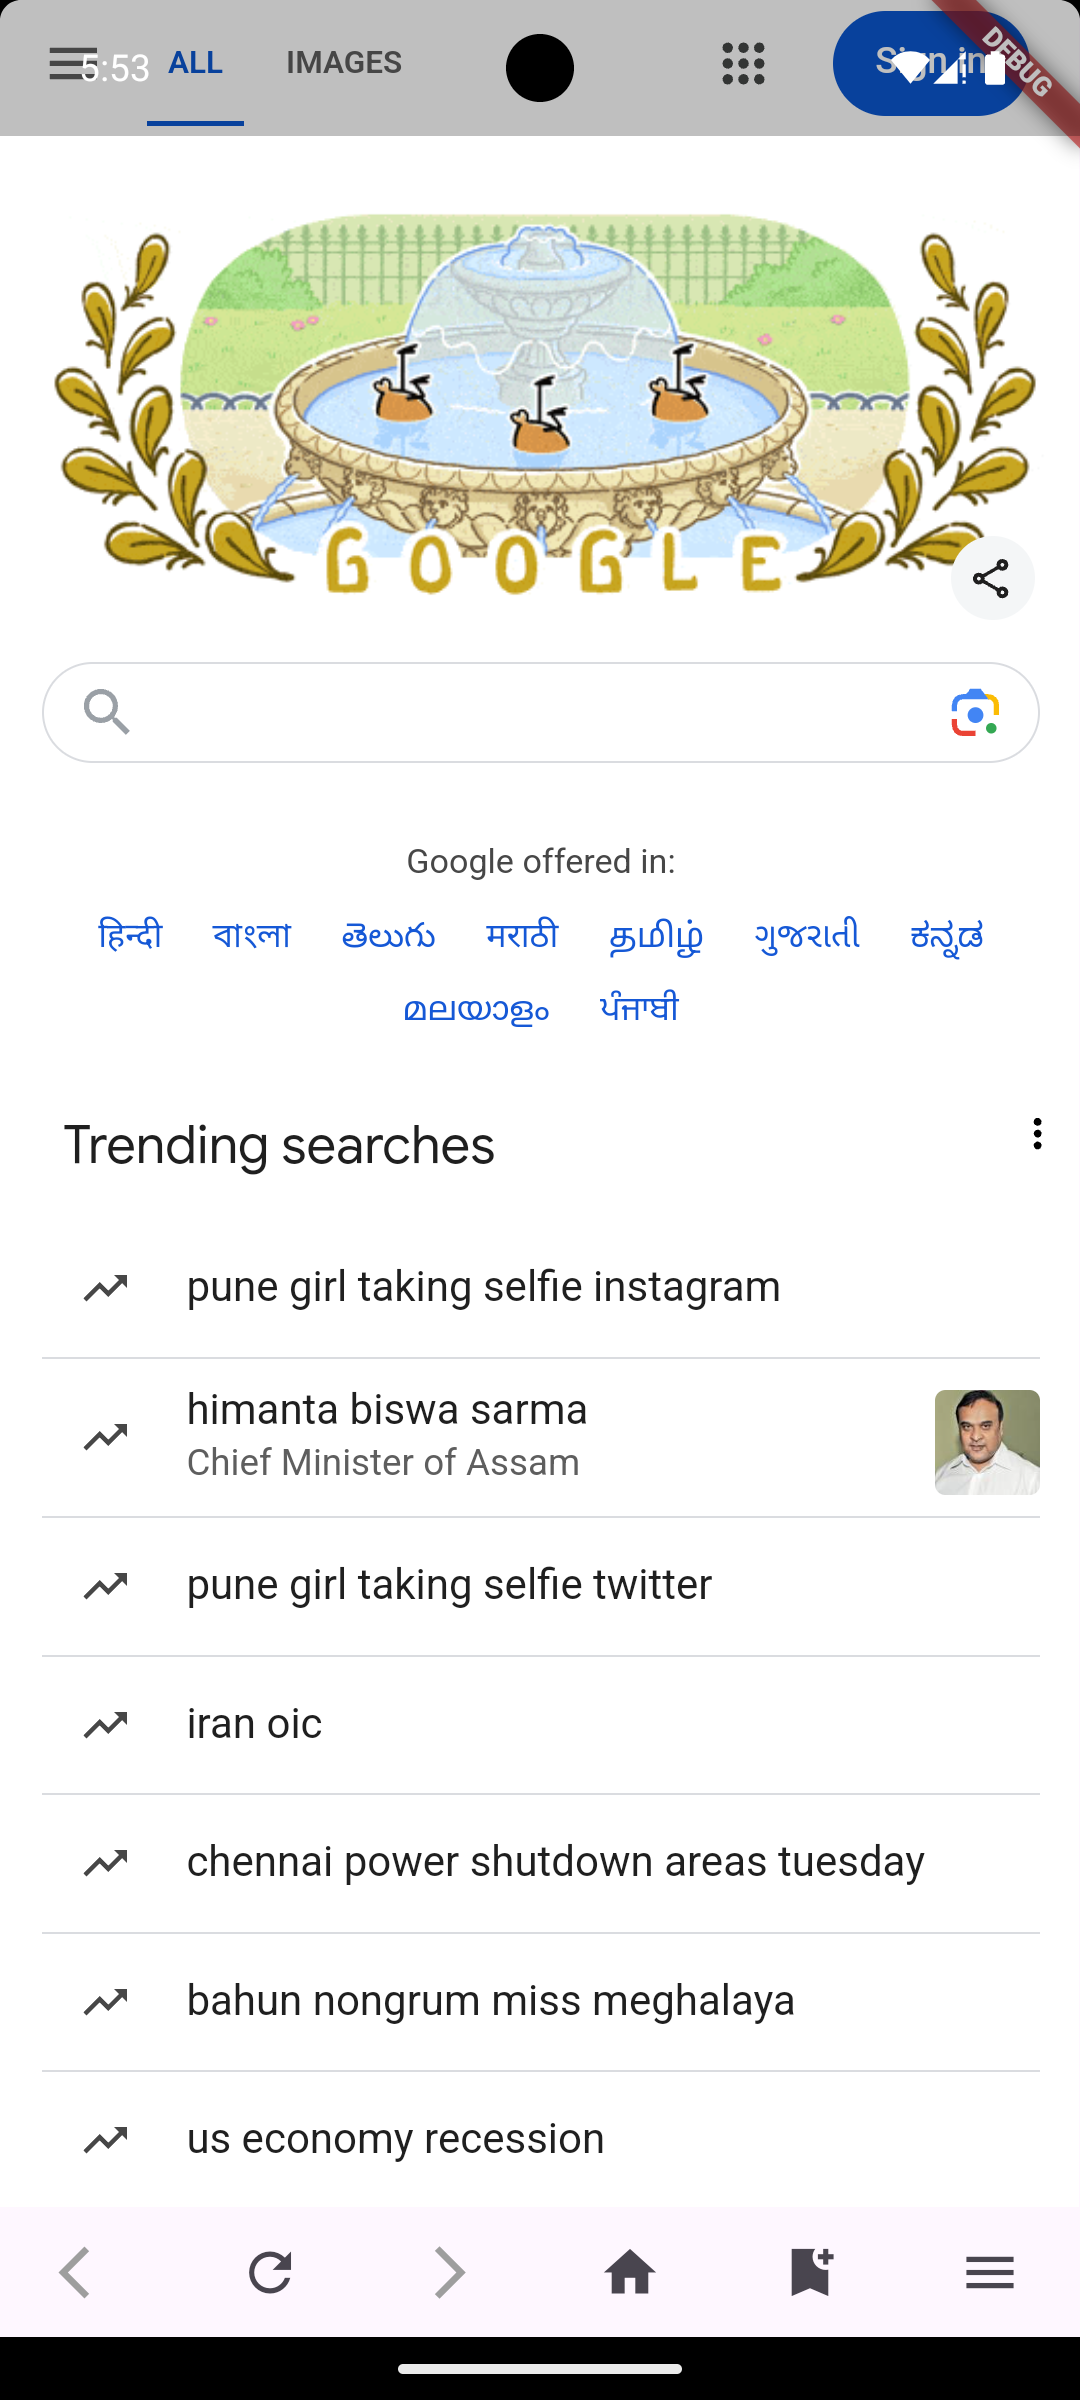 5:53 ALL IMAGES Sign in DEBUG
GOOGLE
Google offered in:
हिन्दी বাংলা తెలుగు मराठी தமிழ் ગુજરાતી ಕನ್ನಡ
മലയാളം ਪੰਜਾਬੀ
Trending searches
pune girl taking selfie instagram
himanta biswa sarma
Chief Minister of Assam
pune girl taking selfie twitter
iran oic
chennai power shutdown areas tuesday
bahun nongrum miss meghalaya
us economy recession